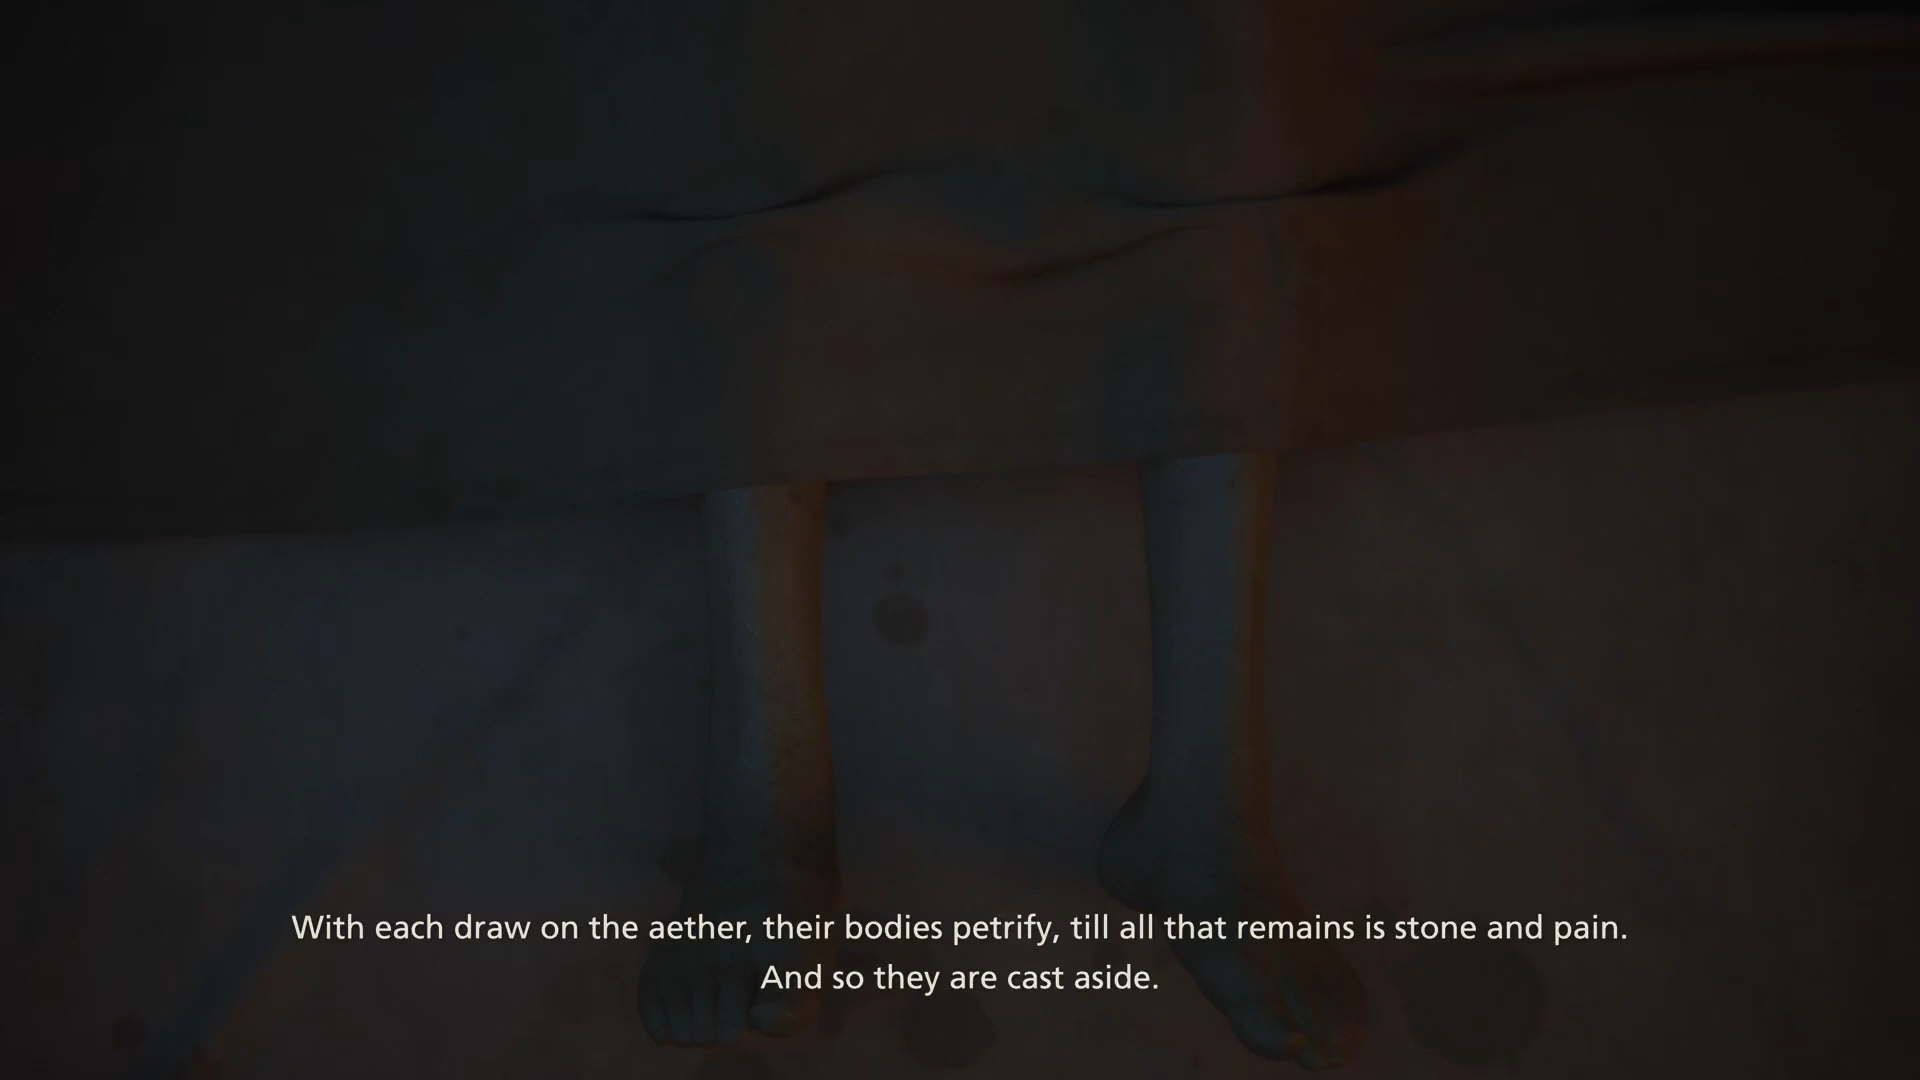 With each draw on the aether, their bodies petrify, till all that remains is stone and pain.
And so they are cast aside.